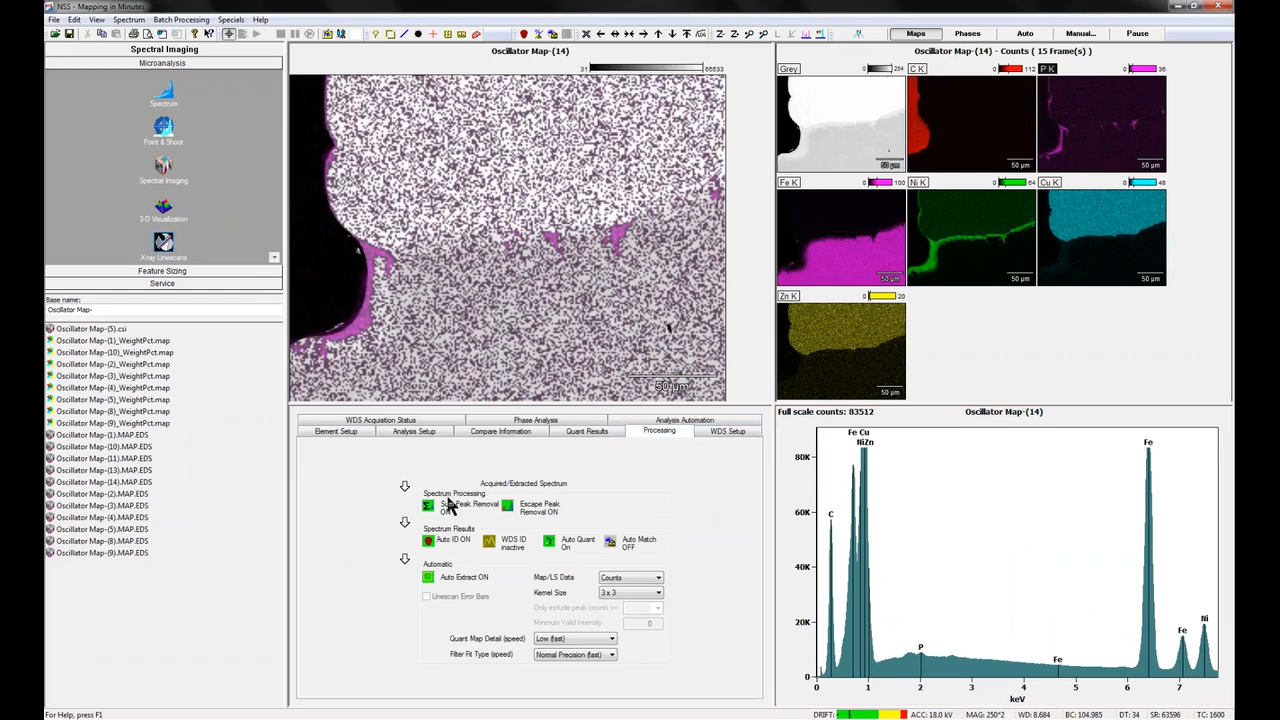 NSS - Mapping in Minutes
File Edit View Spectrum Batch Processing Specials Help
Maps Phases Auto Manual... Pause
Spectral Imaging
Microanalysis
Spectrum
Point & Shoot
Spectral Imaging
3-D Visualization
X-ray Linescans
Feature Sizing
Service
Base name:
Oscillator Map-
Oscillator Map-(5).csi
Oscillator Map-(1)_WeightPct.map
Oscillator Map-(10)_WeightPct.map
Oscillator Map-(2)_WeightPct.map
Oscillator Map-(3)_WeightPct.map
Oscillator Map-(4)_WeightPct.map
Oscillator Map-(5)_WeightPct.map
Oscillator Map-(8)_WeightPct.map
Oscillator Map-(9)_WeightPct.map
Oscillator Map-(1).MAP.EDS
Oscillator Map-(10).MAP.EDS
Oscillator Map-(11).MAP.EDS
Oscillator Map-(13).MAP.EDS
Oscillator Map-(14).MAP.EDS
Oscillator Map-(2).MAP.EDS
Oscillator Map-(3).MAP.EDS
Oscillator Map-(4).MAP.EDS
Oscillator Map-(5).MAP.EDS
Oscillator Map-(8).MAP.EDS
Oscillator Map-(9).MAP.EDS
Oscillator Map-(14)
31 65533
50 µm
Oscillator Map-(14) - Counts ( 15 Frame(s) )
Grey 0 254 C K 0 112 P K 0 36
50 µm 50 µm 50 µm
Fe K 0 100 Ni K 0 64 Cu K 0 48
50 µm 50 µm 50 µm
Zn K 0 20
50 µm
WDS Acquisition Status Phase Analysis Analysis Automation
Element Setup Analysis Setup Compare Information Quant Results Processing WDS Setup
Acquired/Extracted Spectrum
Spectrum Processing
Peak Removal
Escape Peak
Removal ON
Spectrum Results
Auto ID ON
WDS ID
inactive
Auto Quant
On
Auto Match
OFF
Automatic
Auto Extract ON
Map/LS Data Counts
Linescan Error Bars
Kernel Size 3 x 3
Only include peak counts >=
Minimum Valid Intensity 0
Quant Map Detail (speed) Low (fast)
Filter Fit Type (speed) Normal Precision (fast)
Full scale counts: 83512 Oscillator Map-(14)
80K
60K
40K
20K
0
Fe Cu
NiZn
C
P
Fe
Fe
Fe
Ni
0 1 2 3 4 5 6 7
keV
For Help, press F1
DRIFT: ACC: 18.0 kV MAG: 250*2 WD: 8.684 BC: 104.985 DT: 34 SR: 63596 TC: 1600